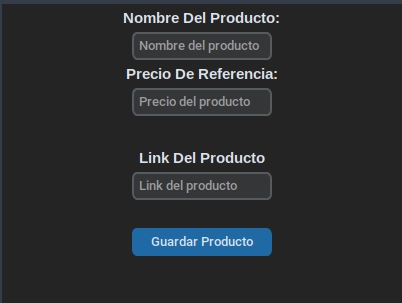 Nombre Del Producto:
Nombre del producto
Precio De Referencia:
Precio del producto
Link Del Producto
Link del producto
Guardar Producto